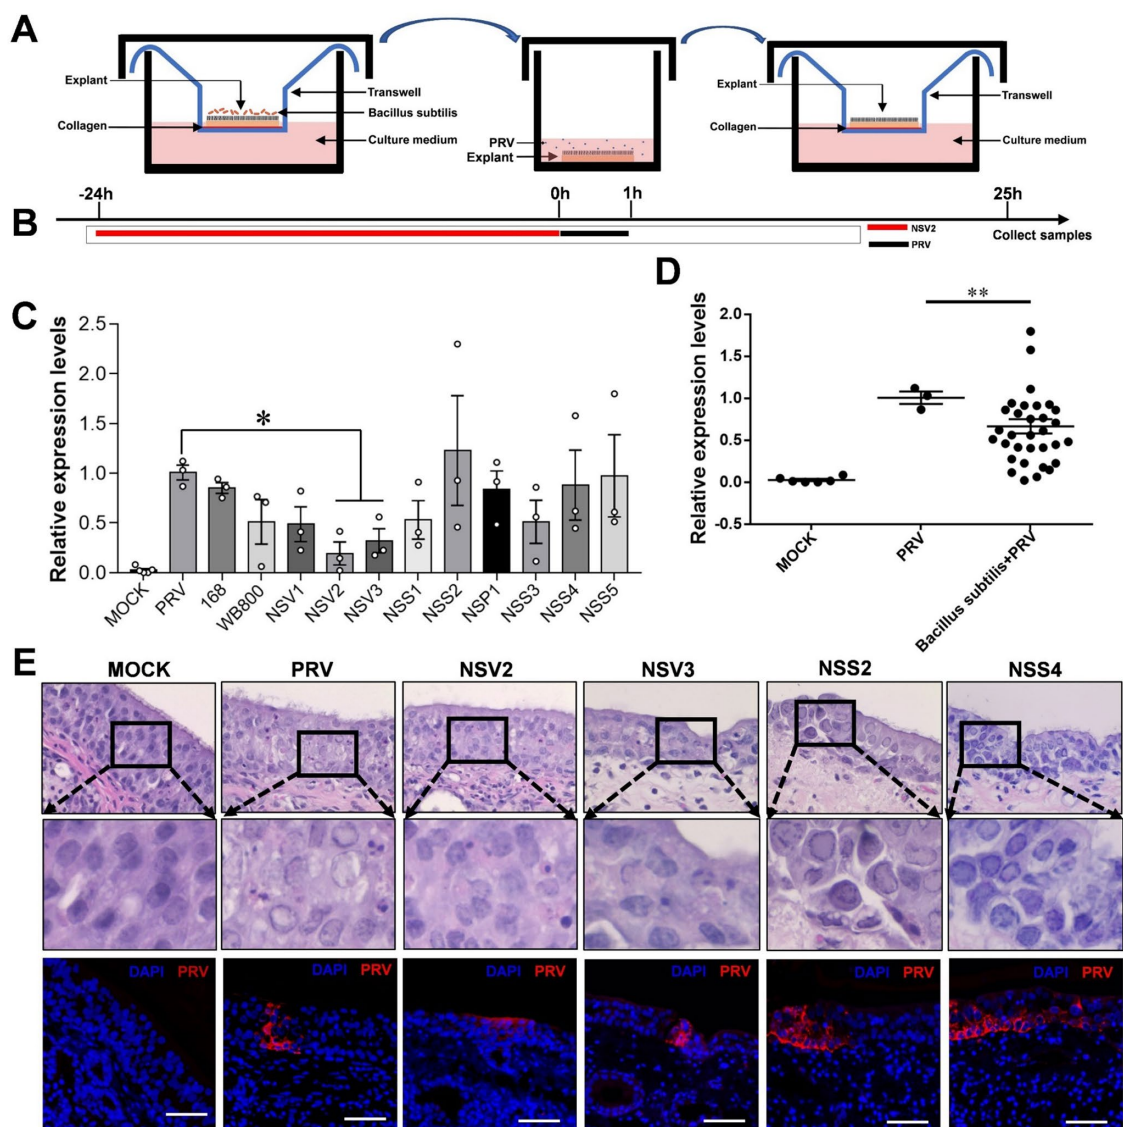 A
Explant
Transwell
Bacillus subtilis
Collagen
Culture medium
PRV
Explant
Explant
Transwell
Collagen
Culture medium
B
-24h
0h
1h
25h
NSV2
PRV
Collect samples
C
Relative expression levels
2.5
2.0
1.5
1.0
0.5
0.0
*
MOCK
PRV
168
WB800
NSV1
NSV2
NSV3
NSS1
NSS2
NSP1
NSS3
NSS4
NSS5
D
Relative expression levels
2.0
1.5
1.0
0.5
0.0
-0.5
**
MOCK
PRV
Bacillus subtilis+PRV
E
MOCK PRV NSV2 NSV3 NSS2 NSS4
DAPI PRV DAPI PRV DAPI PRV DAPI PRV DAPI PRV DAPI PRV